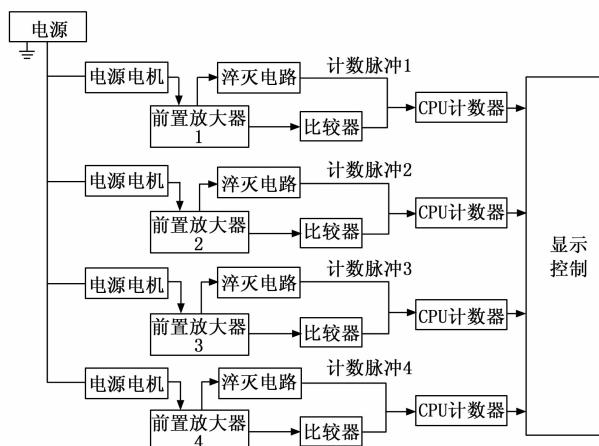 电源
电源电机
淬灭电路
计数脉冲1
前置放大器
1
比较器
CPU计数器
电源电机
淬灭电路
计数脉冲2
前置放大器
2
比较器
CPU计数器
显示
控制
电源电机
淬灭电路
计数脉冲3
前置放大器
3
比较器
CPU计数器
电源电机
淬灭电路
计数脉冲4
前置放大器
4
比较器
CPU计数器